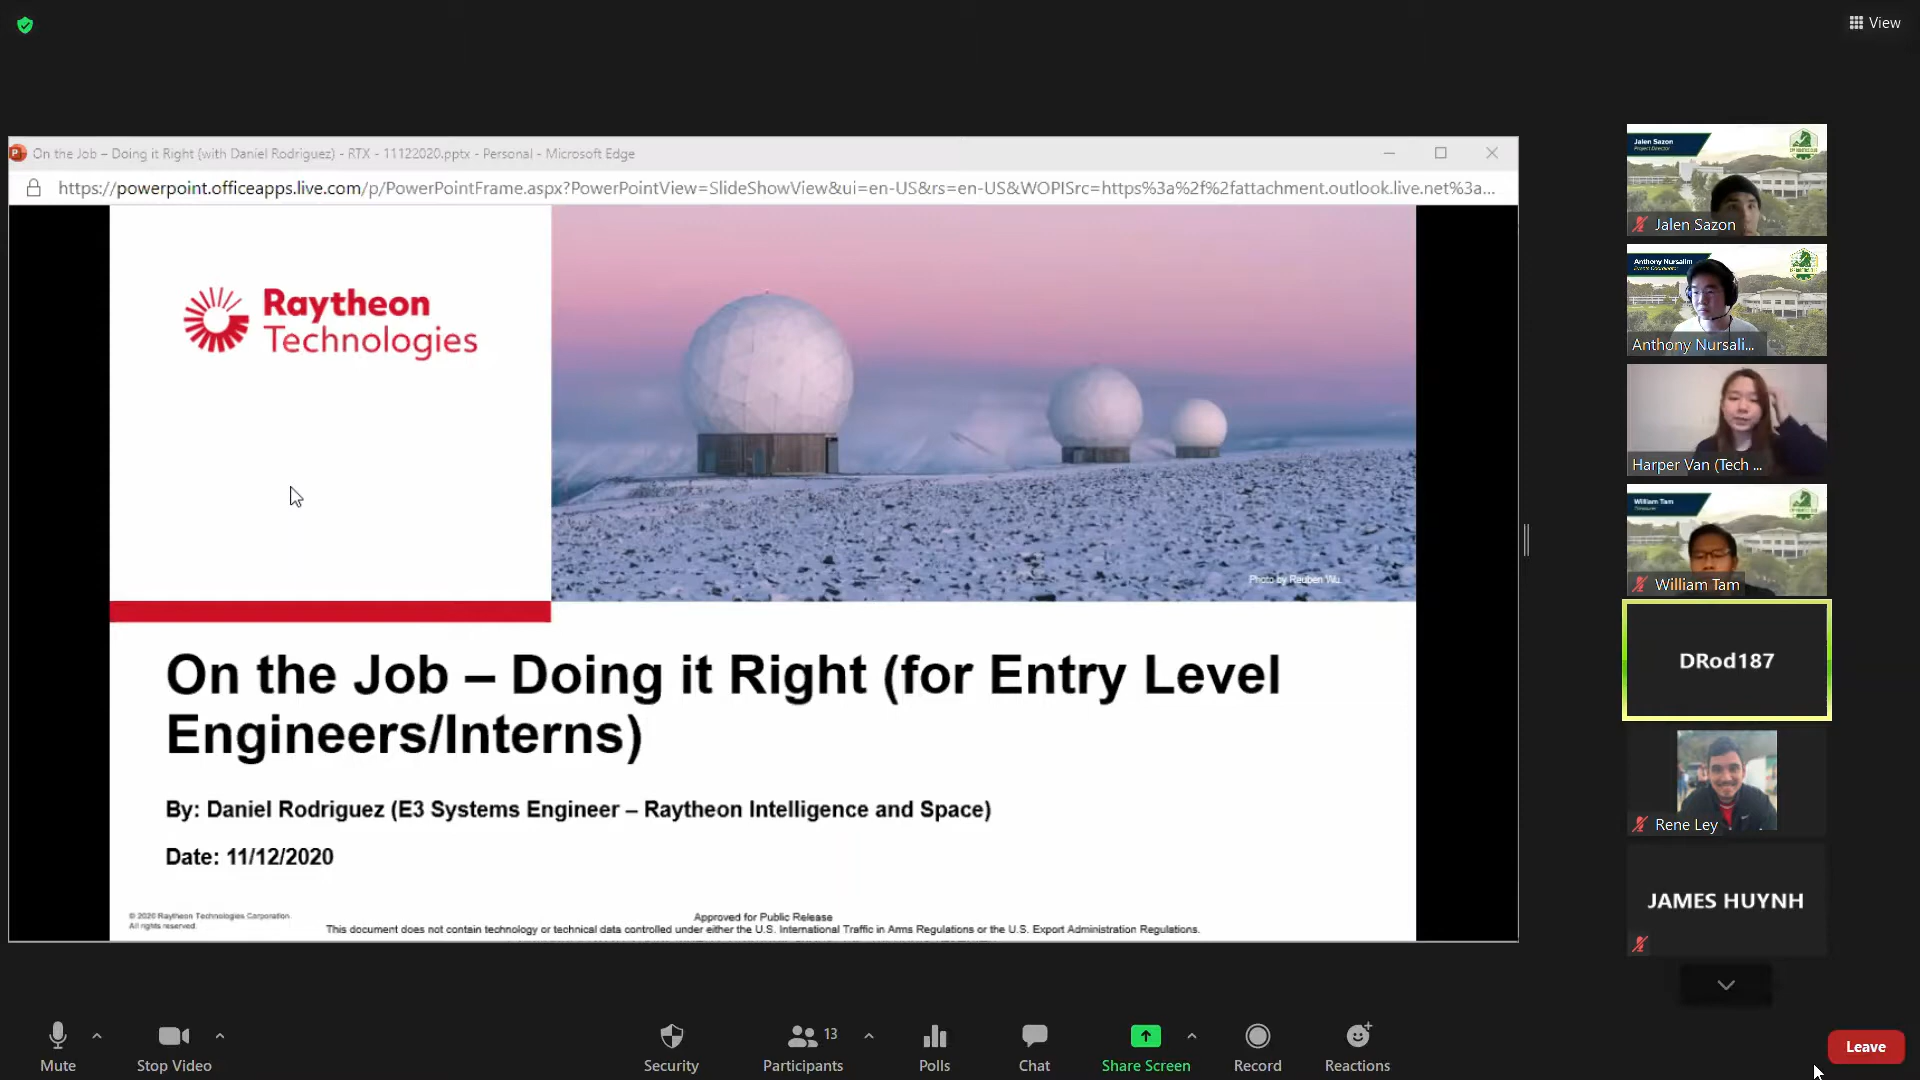 View
On the Job – Doing it Right (with Daniel Rodriguez) - RTX - 11122020.pptx - Personal - Microsoft Edge
https://powerpoint.officeapps.live.com/p/PowerPointFrame.aspx?PowerPointView=SlideShowView&ui=en-US&rs=en-US&WOPISrc=https%3a%2f%2fattachment.outlook.live.net%3a...
Raytheon
Technologies
Photo by Reuben Wu
On the Job – Doing it Right (for Entry Level
Engineers/Interns)
By: Daniel Rodriguez (E3 Systems Engineer – Raytheon Intelligence and Space)
Date: 11/12/2020
© 2020 Raytheon Technologies Corporation
All rights reserved.
Approved for Public Release
This document does not contain technology or technical data controlled under either the U.S. International Traffic in Arms Regulations or the U.S. Export Administration Regulations.
Jalen Sazon
Project Director
Jalen Sazon
Anthony Nursalim
Events Coordinator
Anthony Nursali...
Harper Van (Tech ...
William Tam
Treasurer
William Tam
DRod187
Rene Ley
JAMES HUYNH
Mute
Stop Video
Security
13
Participants
Polls
Chat
Share Screen
Record
Reactions
Leave